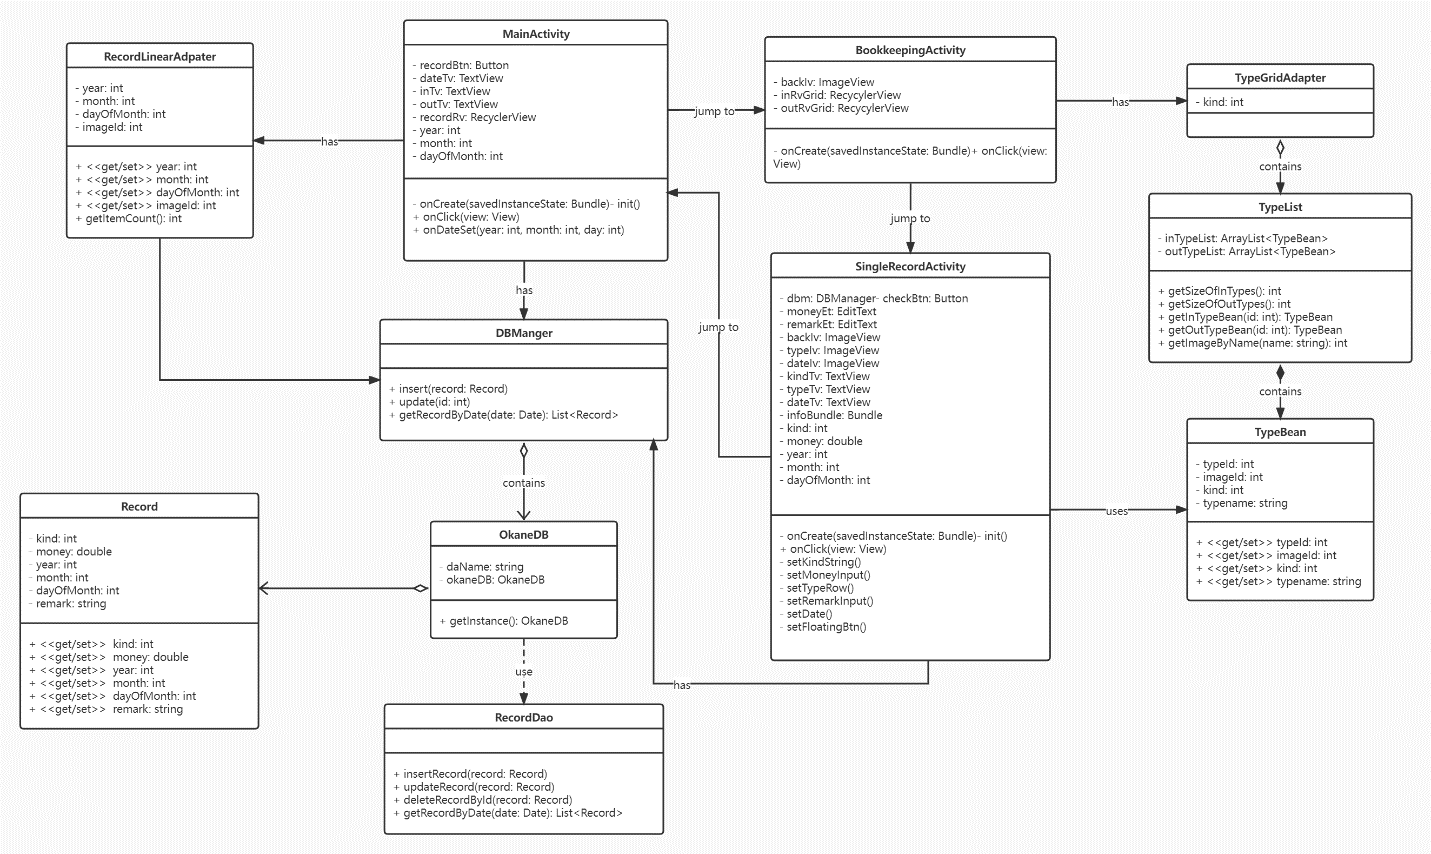 RecordLinearAdpater
- year: int
- month: int
- dayOfMonth: int
- imageId: int
+ <<get/set>> year: int
+ <<get/set>> month: int
+ <<get/set>> dayOfMonth: int
+ <<get/set>> imageId: int
+ getItemCount(): int
has
MainActivity
- recordBtn: Button
- dateTv: TextView
- inTv: TextView
- outTv: TextView
- recordRv: RecyclerView
- year: int
- month: int
- dayOfMonth: int
- onCreate(savedInstanceState: Bundle)- init()
+ onClick(view: View)
+ onDateSet(year: int, month: int, day: int)
jump to
BookkeepingActivity
- backIv: ImageView
- inRvGrid: RecycylerView
- outRvGrid: RecycylerView
- onCreate(savedInstanceState: Bundle)+ onClick(view:
View)
has
TypeGridAdapter
- kind: int
contains
TypeList
- inTypeList: ArrayList<TypeBean>
- outTypeList: ArrayList<TypeBean>
+ getSizeOfInTypes(): int
+ getSizeOfOutTypes(): int
+ getInTypeBean(id: int): TypeBean
+ getOutTypeBean(id: int): TypeBean
+ getImageByName(name: string): int
contains
TypeBean
- typeId: int
- imageId: int
- kind: int
- typename: string
+ <<get/set>> typeId: int
+ <<get/set>> imageId: int
+ <<get/set>> kind: int
+ <<get/set>> typename: string
jump to
SingleRecordActivity
- dbm: DBManager- checkBtn: Button
- moneyEt: EditText
- remarkEt: EditText
- backIv: ImageView
- typeIv: ImageView
- dateIv: ImageView
- kindTv: TextView
- typeTv: TextView
- dateTv: TextView
- infoBundle: Bundle
- kind: int
- money: double
- year: int
- month: int
- dayOfMonth: int
- onCreate(savedInstanceState: Bundle)- init()
+ onClick(view: View)
- setKindString()
- setMoneyInput()
- setTypeRow()
- setRemarkInput()
- setDate()
- setFloatingBtn()
uses
jump to
has
has
DBManger
+ insert(record: Record)
+ update(id: int)
+ getRecordByDate(date: Date): List<Record>
contains
OkaneDB
- daName: string
- okaneDB: OkaneDB
+ getInstance(): OkaneDB
use
Record
- kind: int
- money: double
- year: int
- month: int
- dayOfMonth: int
- remark: string
+ <<get/set>> kind: int
+ <<get/set>> money: double
+ <<get/set>> year: int
+ <<get/set>> month: int
+ <<get/set>> dayOfMonth: int
+ <<get/set>> remark: string
RecordDao
+ insertRecord(record: Record)
+ updateRecord(record: Record)
+ deleteRecordById(record: Record)
+ getRecordByDate(date: Date): List<Record>